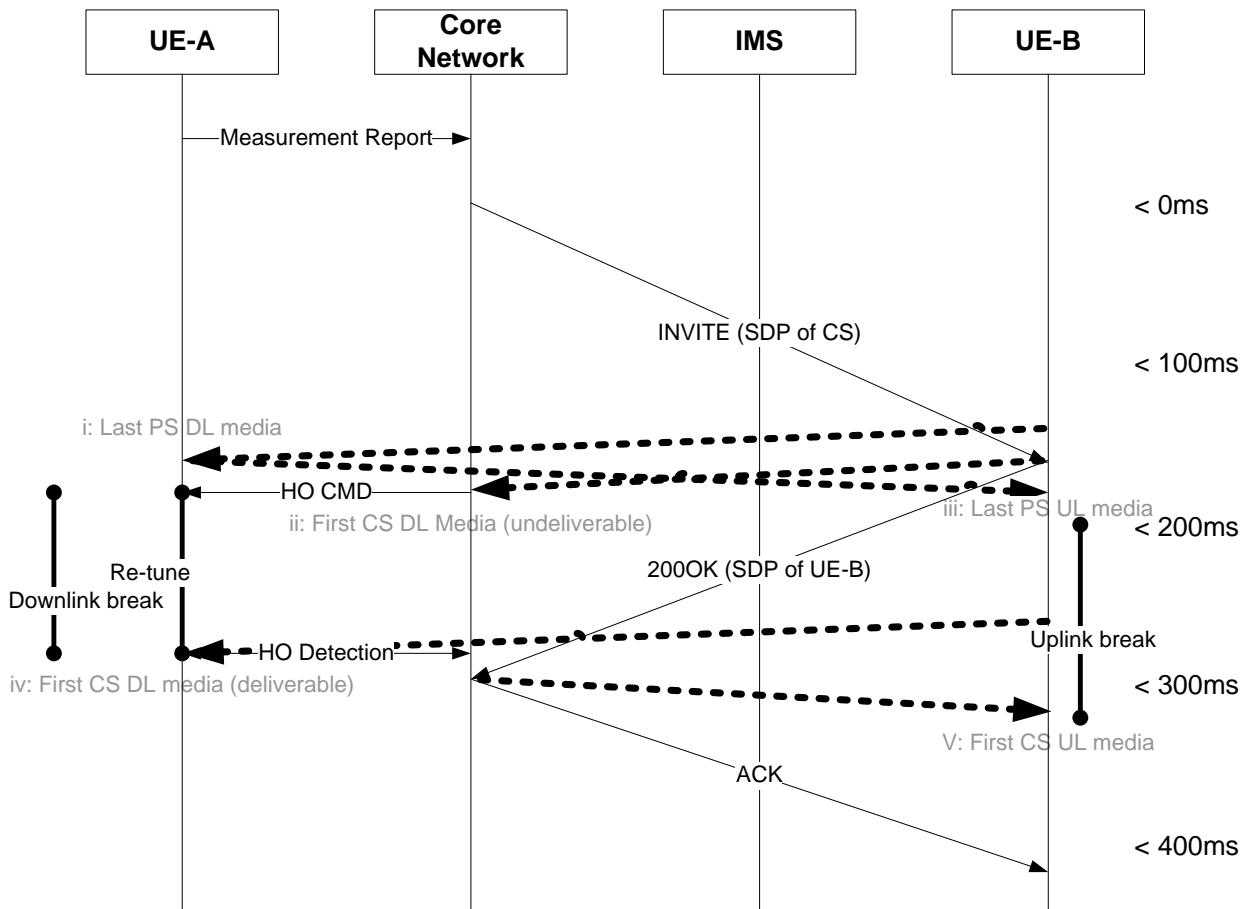 UE-A
Core
Network
IMS
UE-B
Measurement Report
< 0ms
INVITE (SDP of CS)
< 100ms
i: Last PS DL media
HO CMD
iii: Last PS UL media
ii: First CS DL Media (undeliverable)
< 200ms
Re-tune
200OK (SDP of UE-B)
Downlink break
Uplink break
HO Detection
iv: First CS DL media (deliverable)
< 300ms
V: First CS UL media
ACK
< 400ms